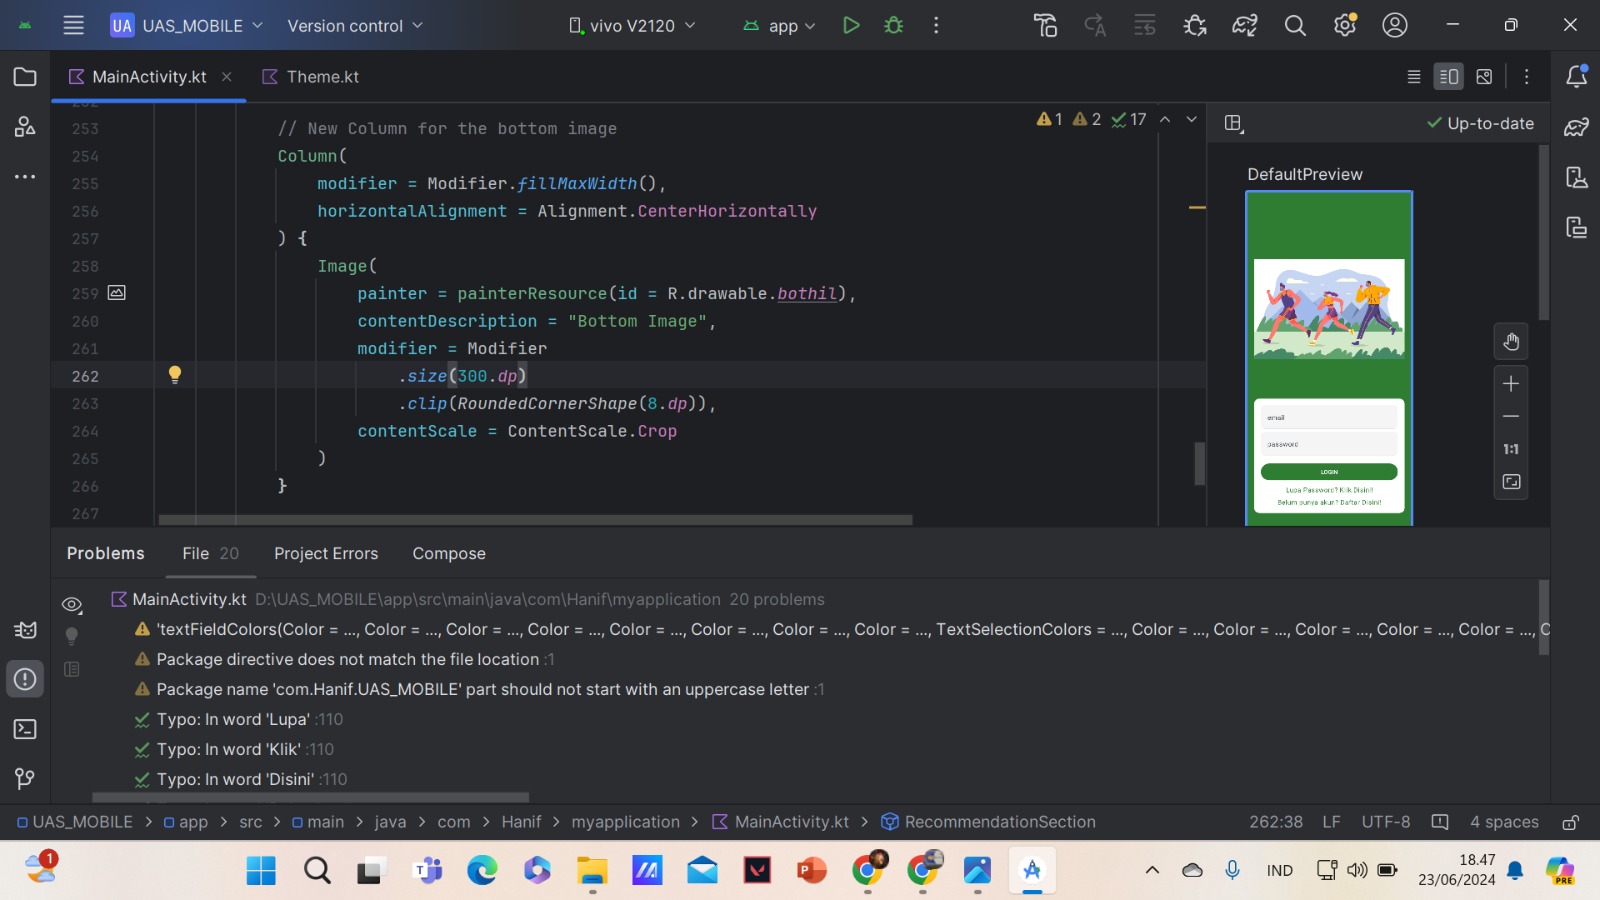 UA UAS_MOBILE Version control vivo V2120 app
MainActivity.kt Theme.kt
253 // New Column for the bottom image
254 Column(
255 modifier = Modifier.fillMaxWidth(),
256 horizontalAlignment = Alignment.CenterHorizontally
257 ) {
258 Image(
259 painter = painterResource(id = R.drawable.bothil),
260 contentDescription = "Bottom Image",
261 modifier = Modifier
262 .size(300.dp)
263 .clip(RoundedCornerShape(8.dp)),
264 contentScale = ContentScale.Crop
265 )
266 }
267
1 2 17
Up-to-date
DefaultPreview
email
password
LOGIN
Lupa Password? Klik Disini!
Belum punya akun? Daftar Disini!
1:1
Problems File 20 Project Errors Compose
MainActivity.kt D:\UAS_MOBILE\app\src\main\java\com\Hanif\myapplication 20 problems
'textFieldColors(Color = ..., Color = ..., Color = ..., Color = ..., Color = ..., Color = ..., Color = ..., Color = ..., TextSelectionColors = ..., Color = ..., Color = ..., Color = ..., Color = ..., Color = ..., C
Package directive does not match the file location :1
Package name 'com.Hanif.UAS_MOBILE' part should not start with an uppercase letter :1
Typo: In word 'Lupa' :110
Typo: In word 'Klik' :110
Typo: In word 'Disini' :110
UAS_MOBILE > app > src > main > java > com > Hanif > myapplication > MainActivity.kt > RecommendationSection 262:38 LF UTF-8 4 spaces
1 IND 18.47
23/06/2024
PRE